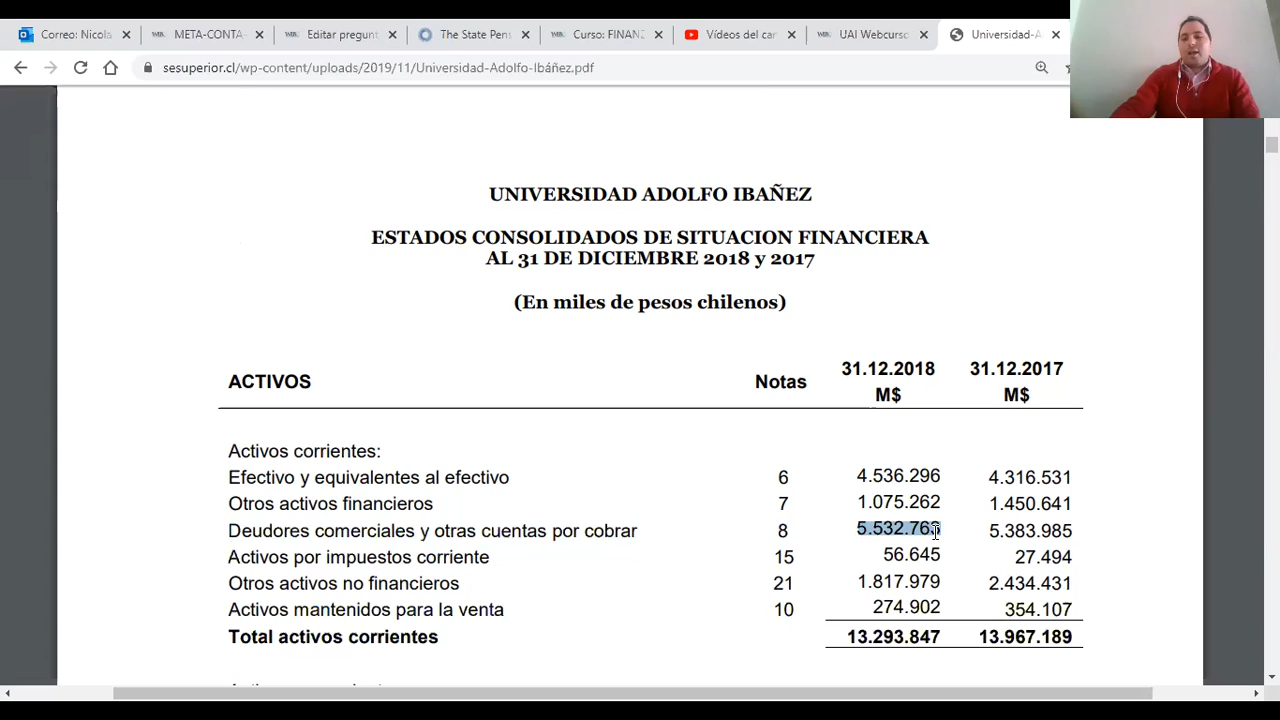 Correo: Nicola
META-CONTA-
Editar pregunt
The State Pens
Curso: FINANZ
Vídeos del car
UAI Webcurso
Universidad-A
sesuperior.cl/wp-content/uploads/2019/11/Universidad-Adolfo-Ibáñez.pdf
UNIVERSIDAD ADOLFO IBAÑEZ
ESTADOS CONSOLIDADOS DE SITUACION FINANCIERA
AL 31 DE DICIEMBRE 2018 y 2017
(En miles de pesos chilenos)
ACTIVOS Notas 31.12.2018 M$ 31.12.2017 M$
Activos corrientes:
Efectivo y equivalentes al efectivo 6 4.536.296 4.316.531
Otros activos financieros 7 1.075.262 1.450.641
Deudores comerciales y otras cuentas por cobrar 8 5.532.763 5.383.985
Activos por impuestos corriente 15 56.645 27.494
Otros activos no financieros 21 1.817.979 2.434.431
Activos mantenidos para la venta 10 274.902 354.107
Total activos corrientes 13.293.847 13.967.189